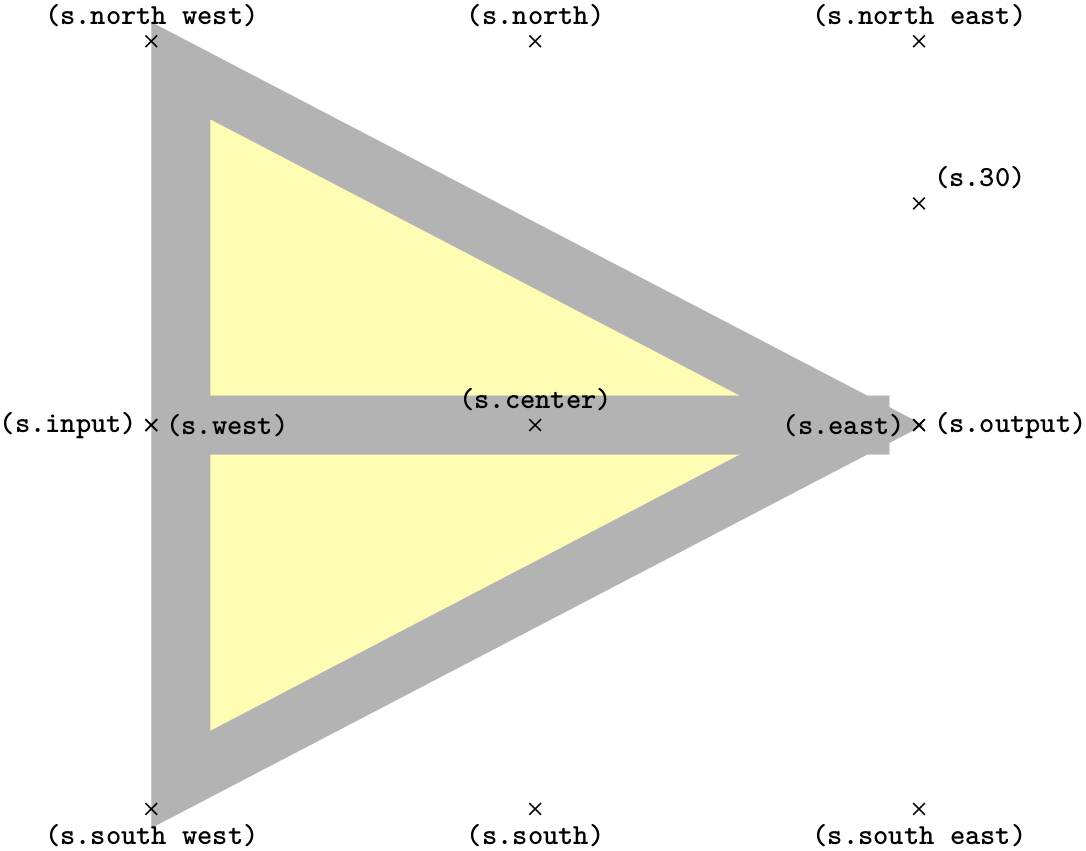 (s.north west) (s.north) (s.north east)
(s.30)
(s.center)
(s.input) (s.west) (s.east) (s.output)
(s.south west) (s.south) (s.south east)